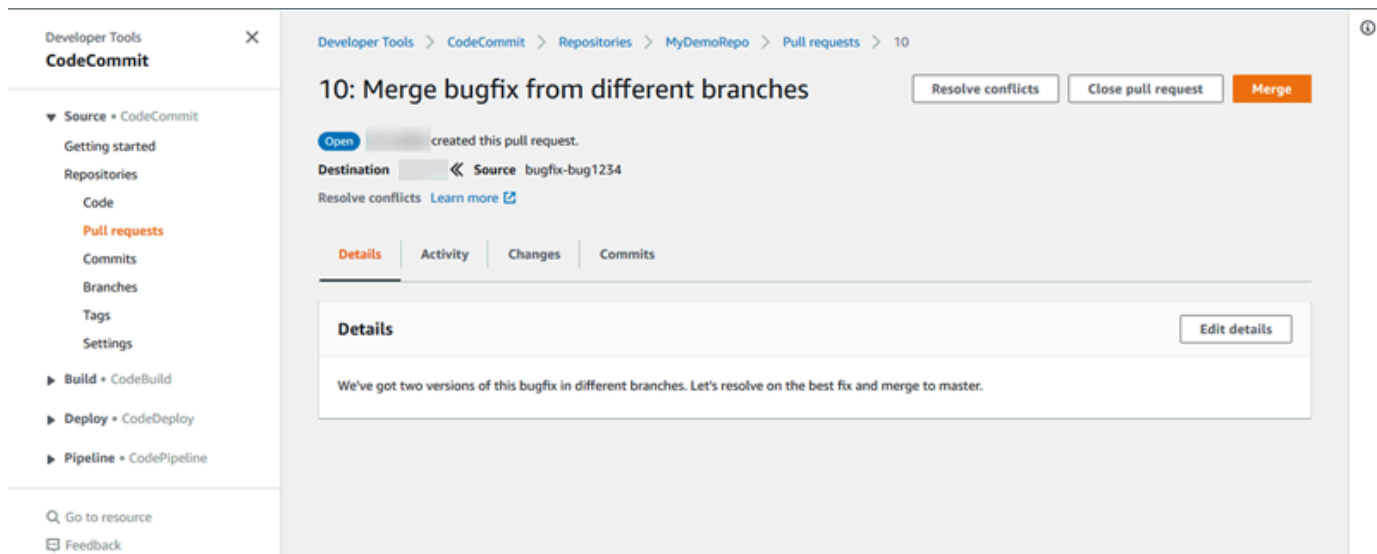 Developer Tools
CodeCommit
Source • CodeCommit
Getting started
Repositories
Code
Pull requests
Commits
Branches
Tags
Settings
Build • CodeBuild
Deploy • CodeDeploy
Pipeline • CodePipeline
Go to resource
Feedback
Developer Tools > CodeCommit > Repositories > MyDemoRepo > Pull requests > 10
10: Merge bugfix from different branches
Resolve conflicts Close pull request Merge
Open created this pull request.
Destination Source bugfix-bug1234
Resolve conflicts Learn more
Details Activity Changes Commits
Details Edit details
We've got two versions of this bugfix in different branches. Let's resolve on the best fix and merge to master.